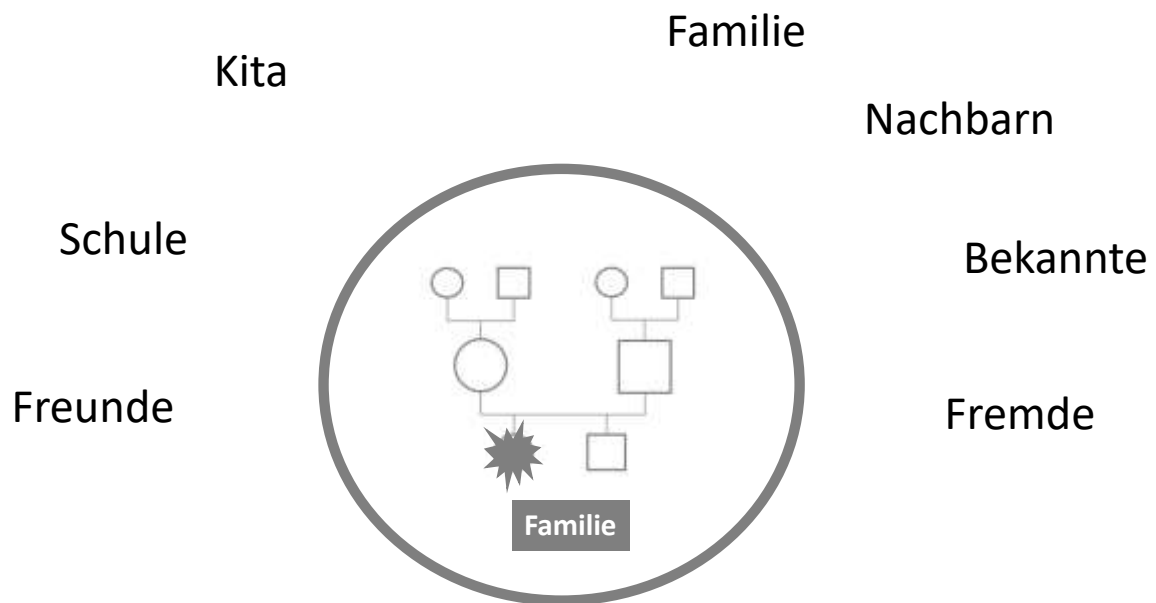 Familie
Kita
Nachbarn
Schule
Bekannte
Freunde
Fremde
Familie